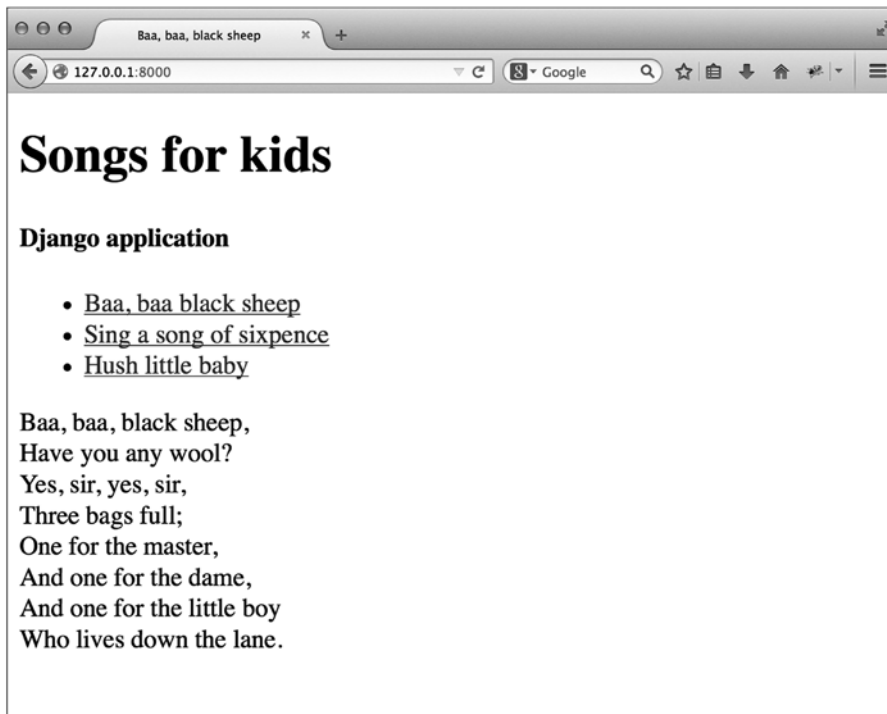 Baa, baa, black sheep
127.0.0.1:8000
Google
Songs for kids
Django application
Baa, baa black sheep
Sing a song of sixpence
Hush little baby
Baa, baa, black sheep,
Have you any wool?
Yes, sir, yes, sir,
Three bags full;
One for the master,
And one for the dame,
And one for the little boy
Who lives down the lane.